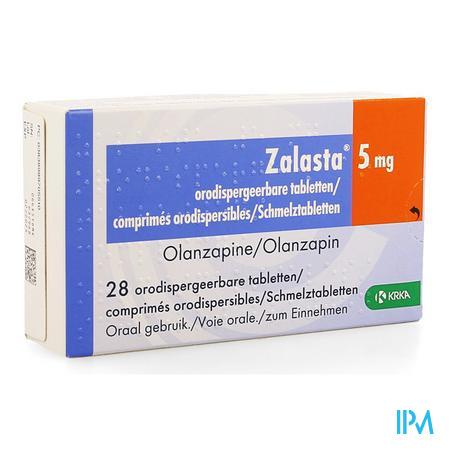 Zalasta® 5 mg
orodispergeerbare tabletten/
comprimés orodispersibles/Schmelztabletten
Olanzapine/Olanzapin
28 orodispergeerbare tabletten/
comprimés orodispersibles/Schmelztabletten
Oraal gebruik./Voie orale./zum Einnehmen
KRKA
IPM